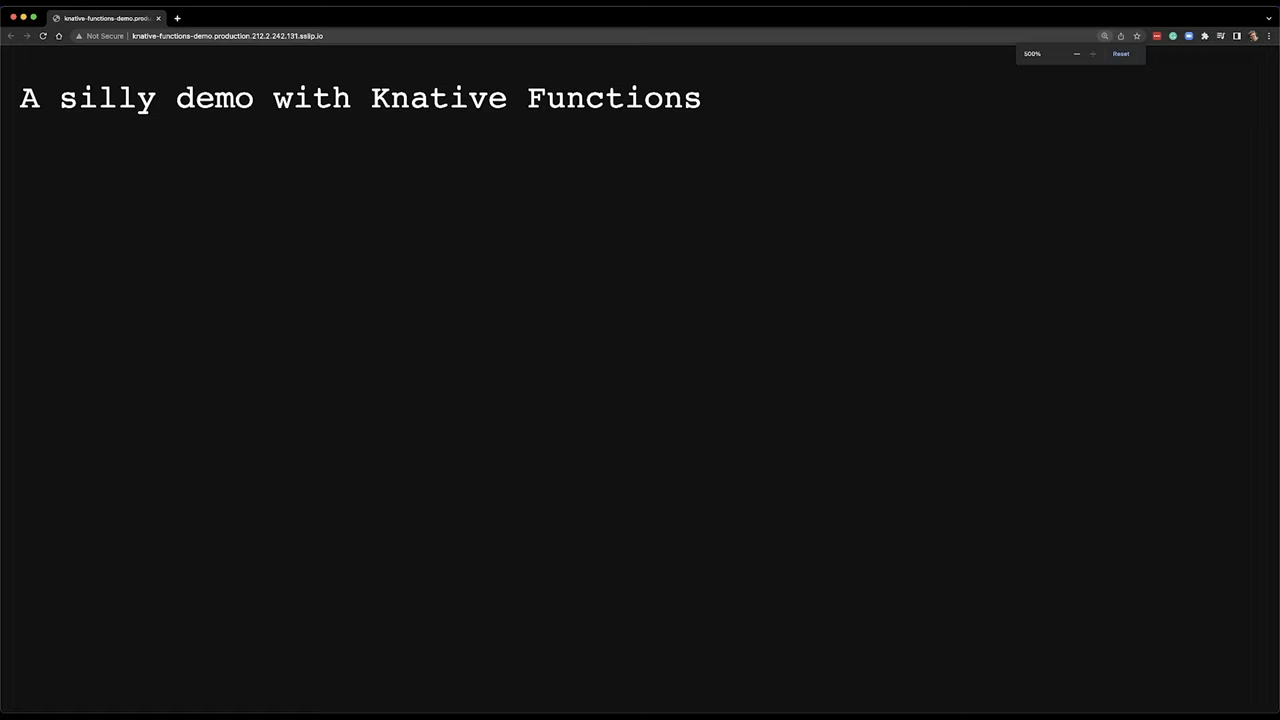 knative-functions-demo.produ
Not Secure
knative-functions-demo.production.212.2.242.131.sslip.io
500%
Reset
A silly demo with Knative Functions